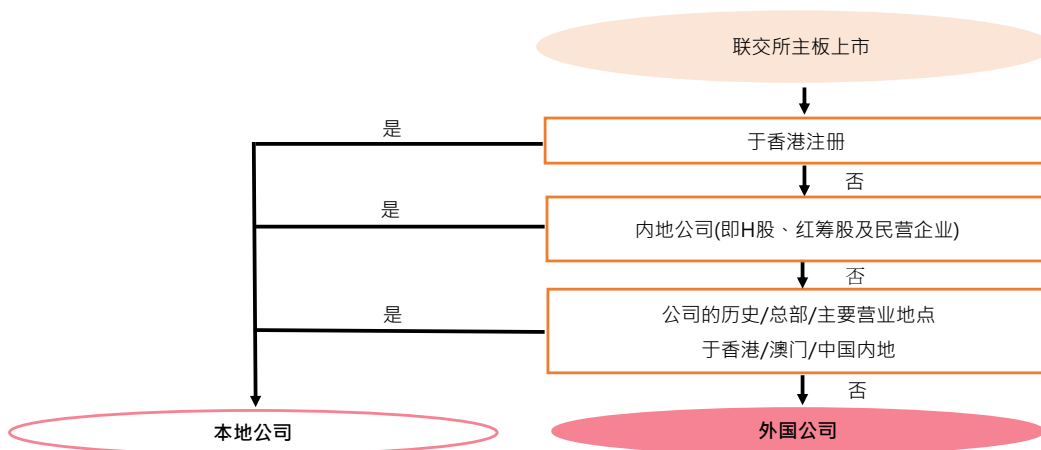 联交所主板上市
是
于香港注册
否
是
内地公司(即H股、红筹股及民营企业)
否
是
公司的历史/总部/主要营业地点
于香港/澳门/中国内地
否
本地公司
外国公司